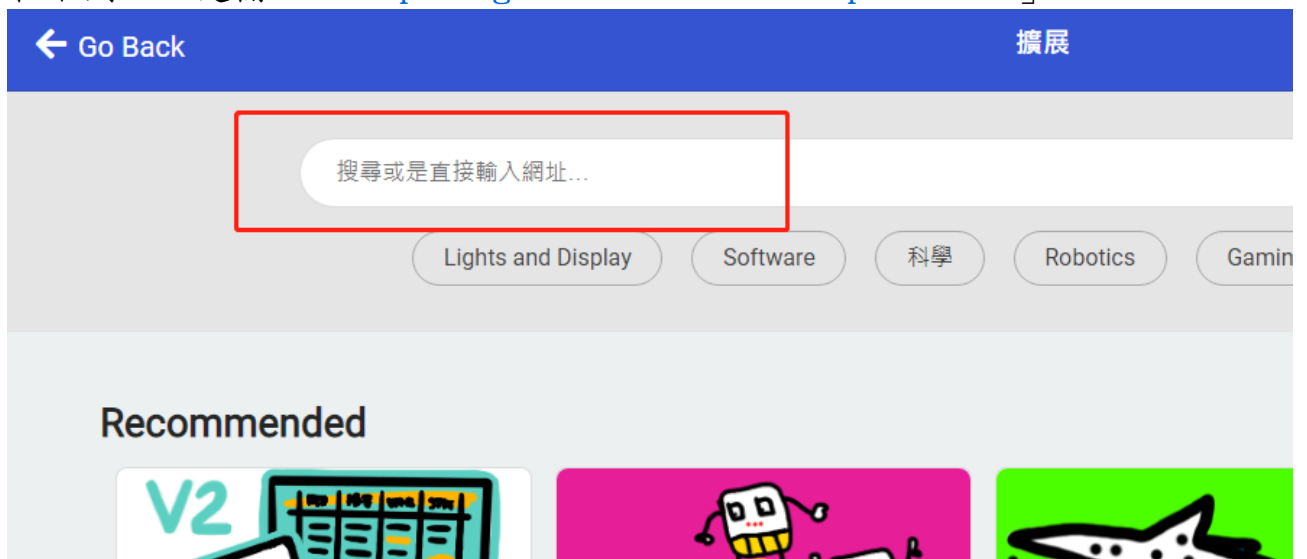 Go Back
擴展
搜尋或是直接輸入網址...
Lights and Display
Software
科學
Robotics
Gamin
Recommended
V2